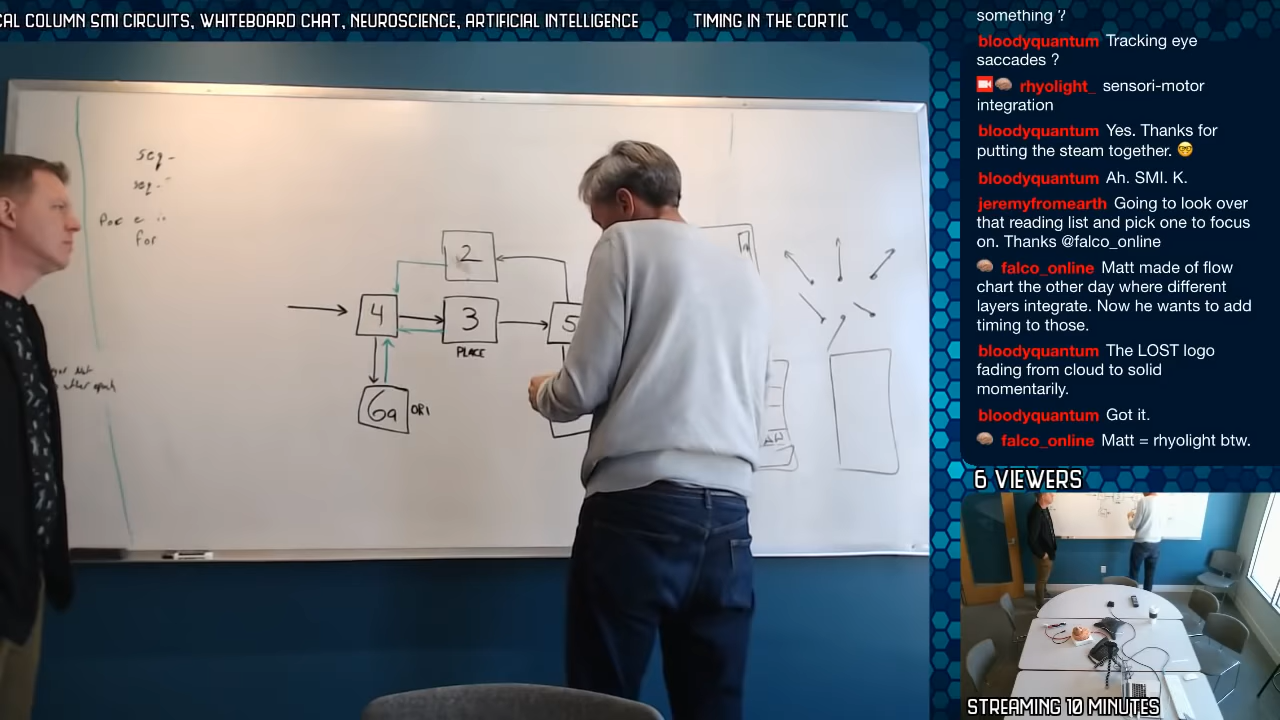 CAL COLUMN SMI CIRCUITS, WHITEBOARD CHAT, NEUROSCIENCE, ARTIFICIAL INTELLIGENCE TIMING IN THE CORTIC
seq-
seq-
for
2
4
3
5
PLACE
6a
OR1
something ?
bloodyquantum Tracking eye
saccades ?
rhyolight_ sensori-motor
integration
bloodyquantum Yes. Thanks for
putting the steam together. 🤓
bloodyquantum Ah. SMI. K.
jeremyfromearth Going to look over
that reading list and pick one to focus
on. Thanks @falco_online
falco_online Matt made of flow
chart the other day where different
layers integrate. Now he wants to add
timing to those.
bloodyquantum The LOST logo
fading from cloud to solid
momentarily.
bloodyquantum Got it.
falco_online Matt = rhyolight btw.
6 VIEWERS
STREAMING 10 MINUTES